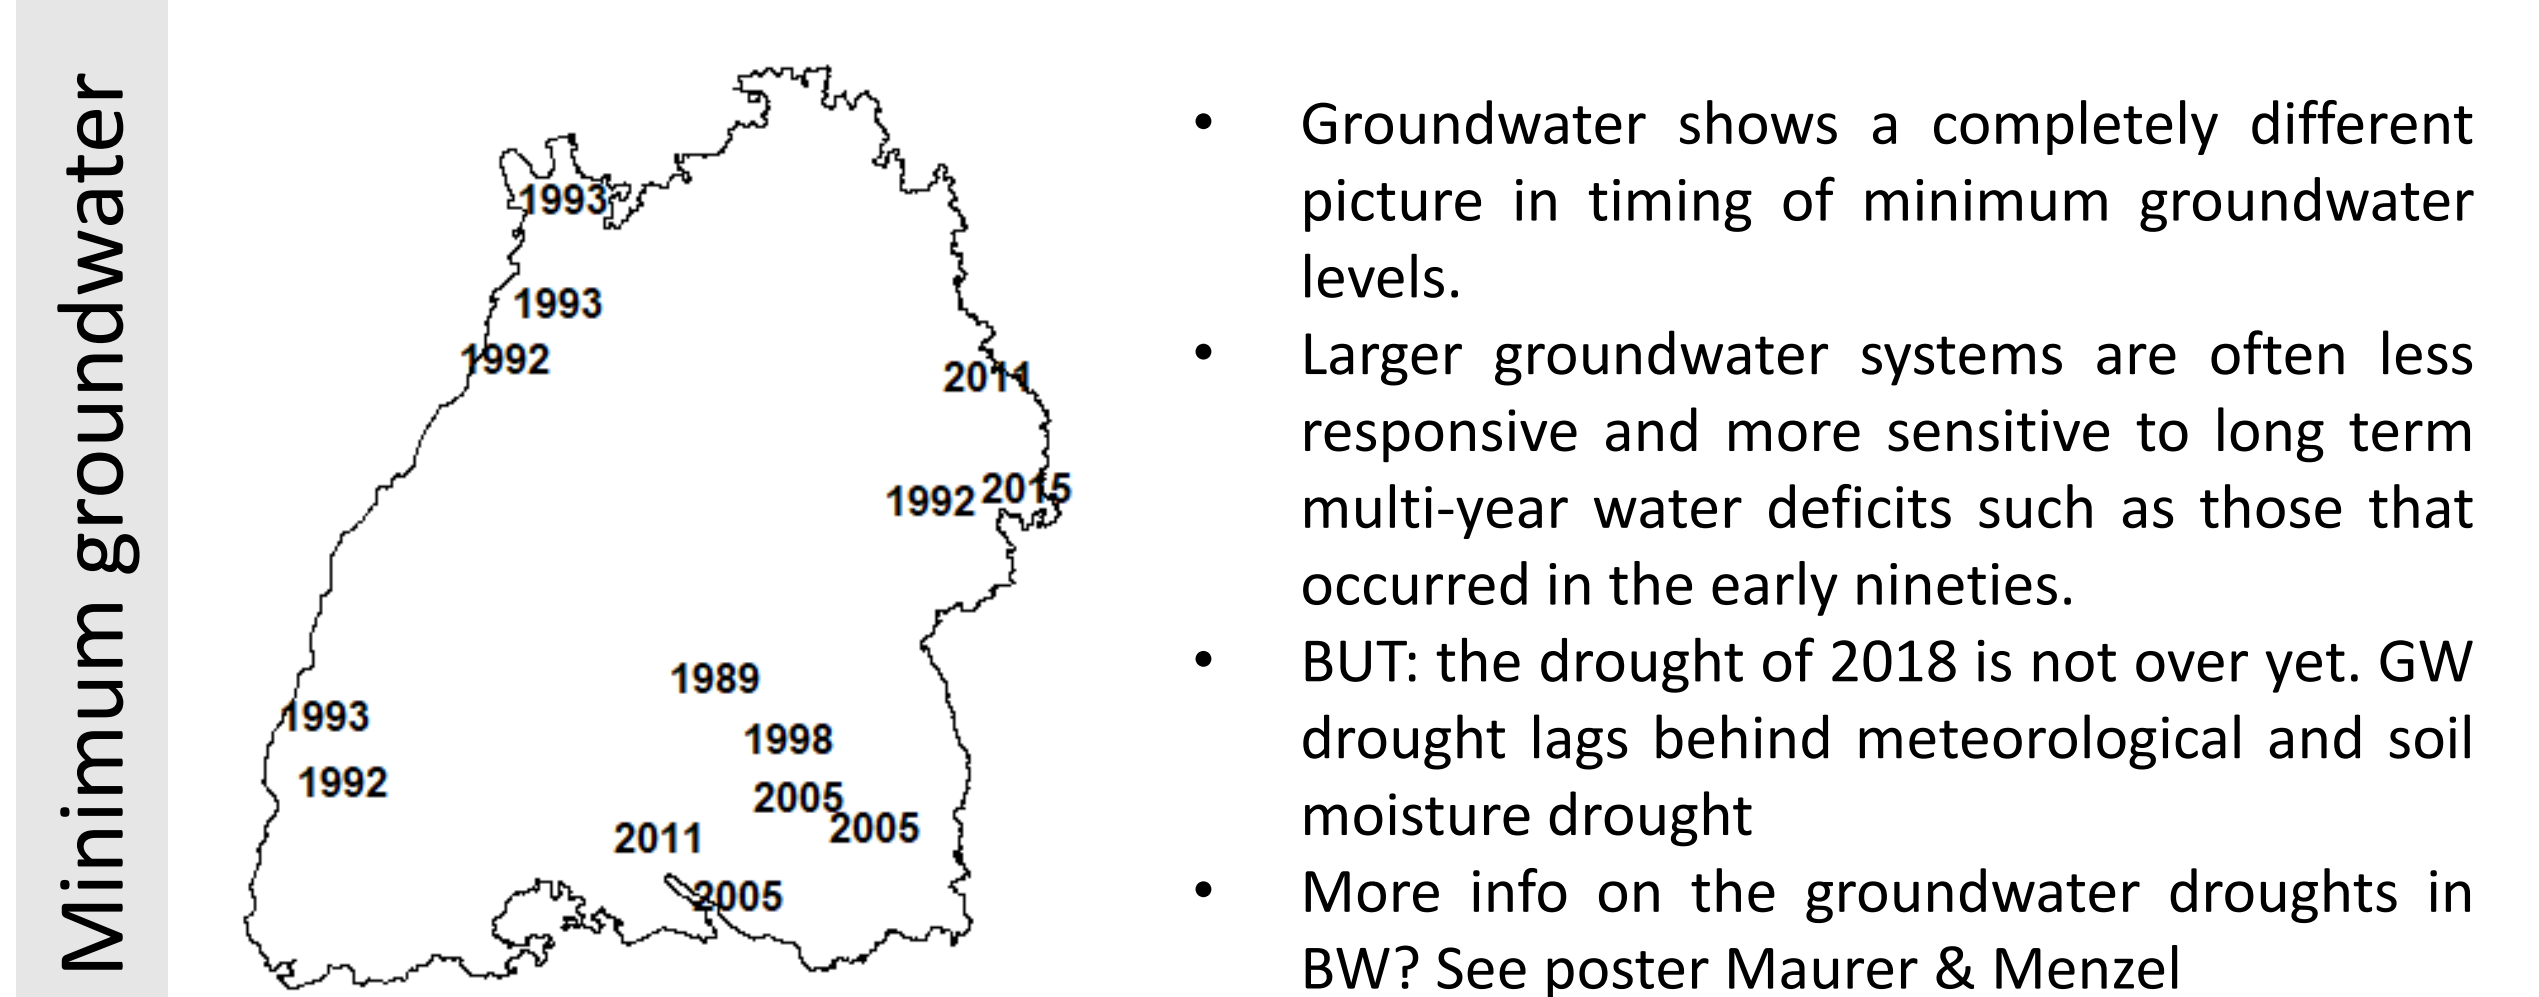 Minimum groundwater
1993
1993
1992
2011
1992
2015
1989
1993
1998
1992
2005
2005
2011
2005
• Groundwater shows a completely different
picture in timing of minimum groundwater
levels.
• Larger groundwater systems are often less
responsive and more sensitive to long term
multi-year water deficits such as those that
occurred in the early nineties.
• BUT: the drought of 2018 is not over yet. GW
drought lags behind meteorological and soil
moisture drought
• More info on the groundwater droughts in
BW? See poster Maurer & Menzel